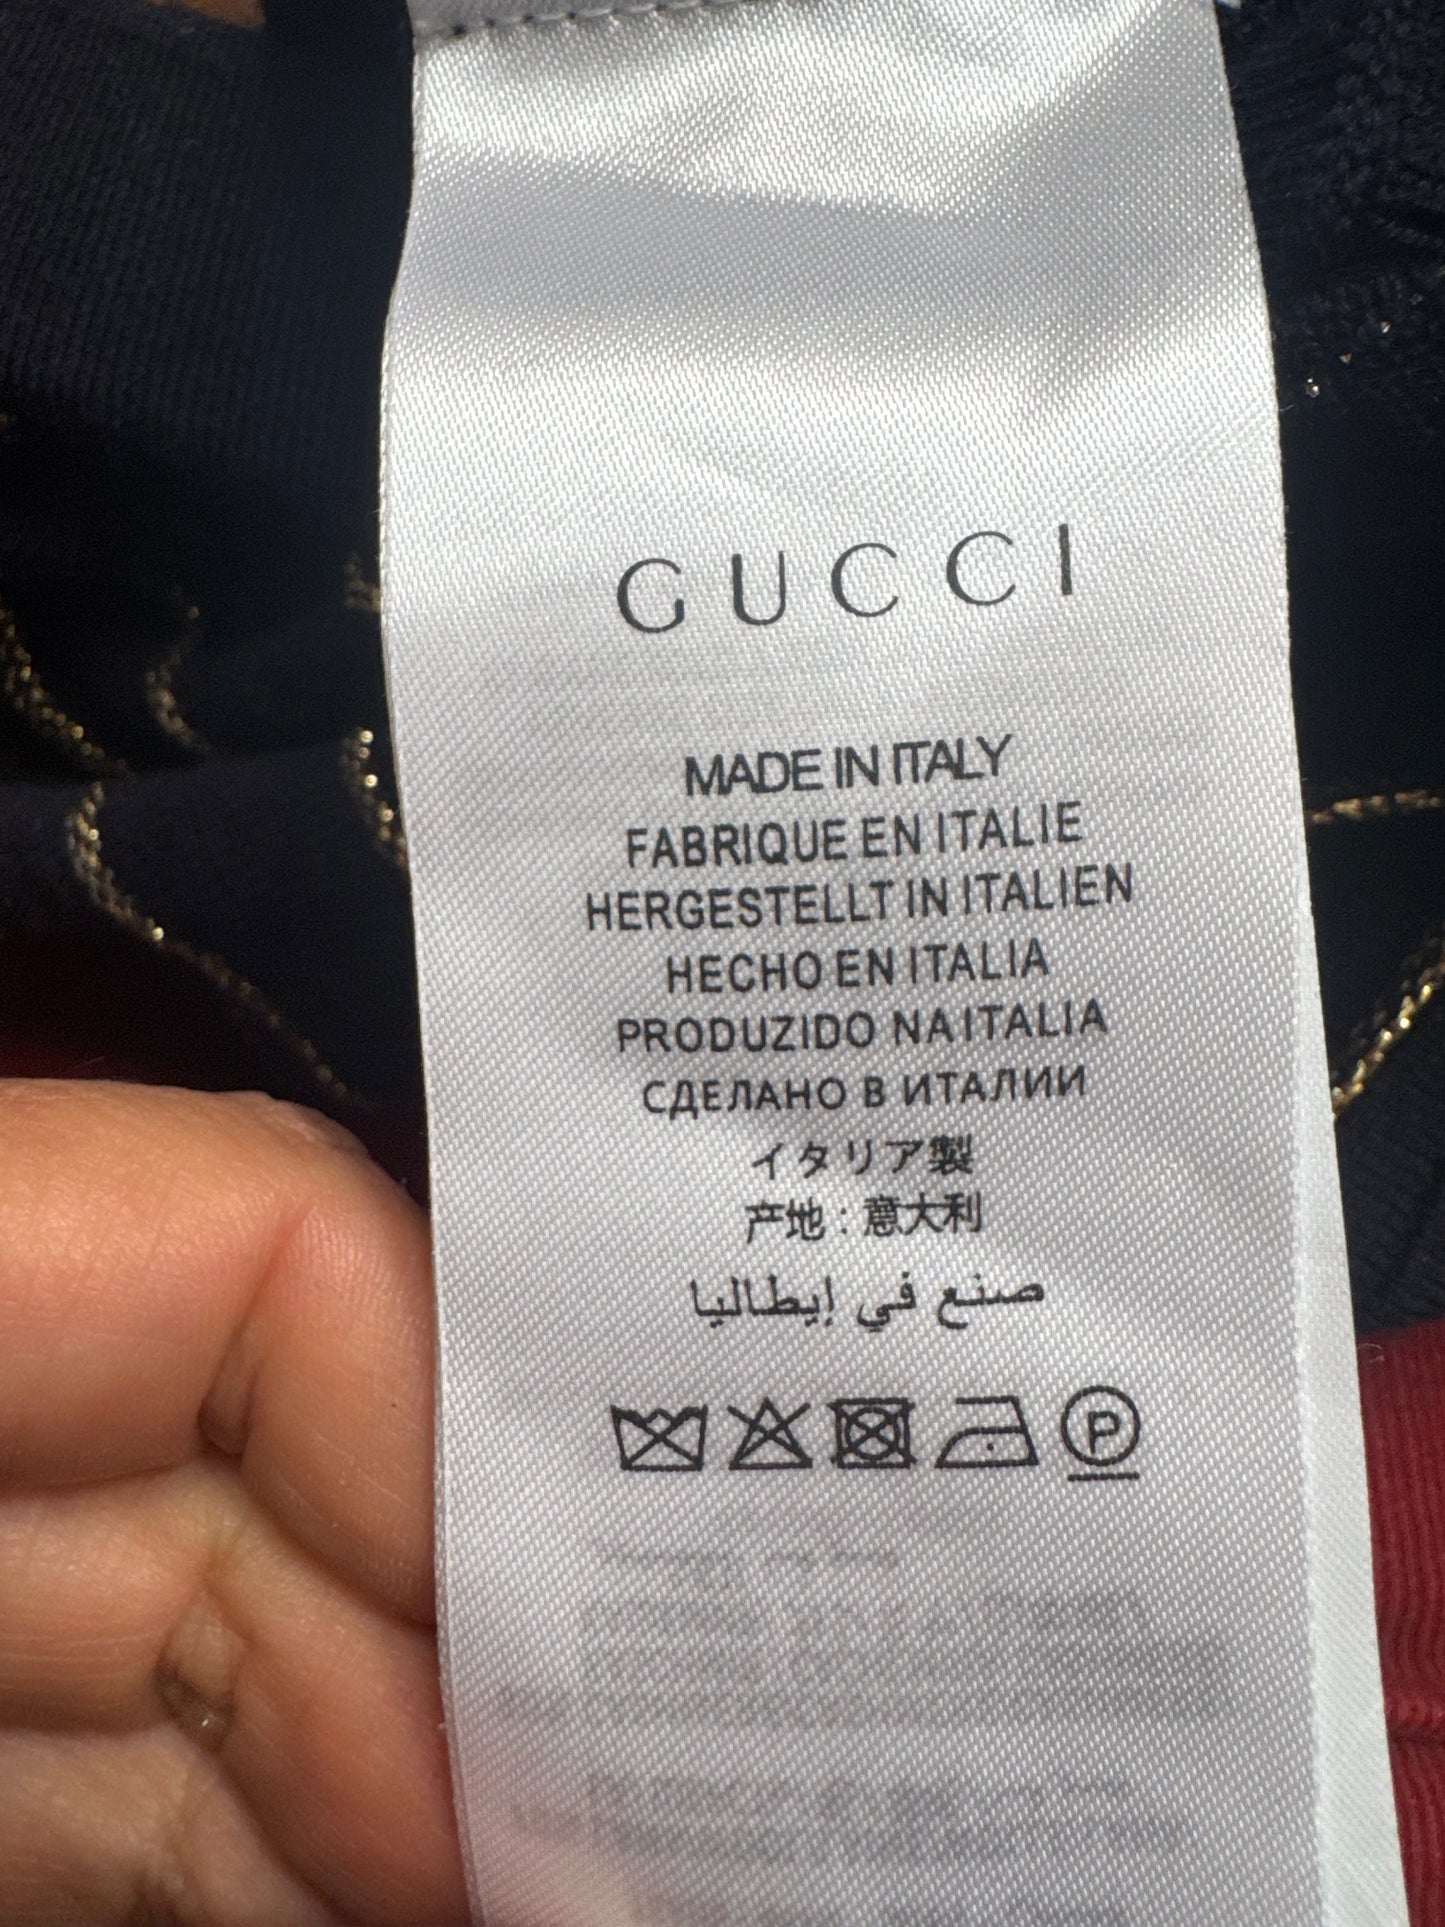 GUCCI
MADE IN ITALY
FABRIQUE EN ITALIE
HERGESTELLT IN ITALIEN
HECHO EN ITALIA
PRODUZIDO NA ITALIA
СДЕЛАНО В ИТАЛИИ
イタリア製
产地：意大利
صنع في إيطاليا
P